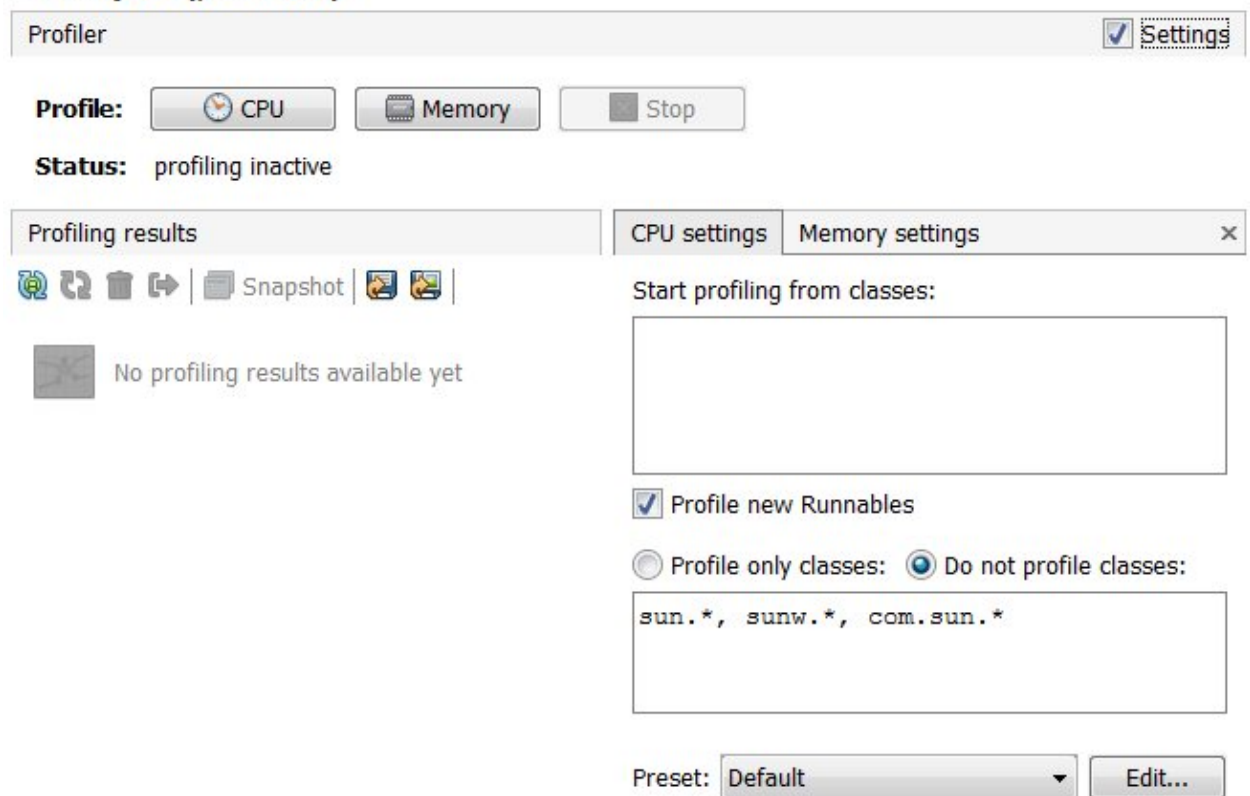 Profiler
Settings
Profile: CPU Memory Stop
Status: profiling inactive
Profiling results
CPU settings Memory settings
Snapshot
Start profiling from classes:
No profiling results available yet
Profile new Runnables
Profile only classes: Do not profile classes:
sun.*, sunw.*, com.sun.*
Preset: Default Edit...